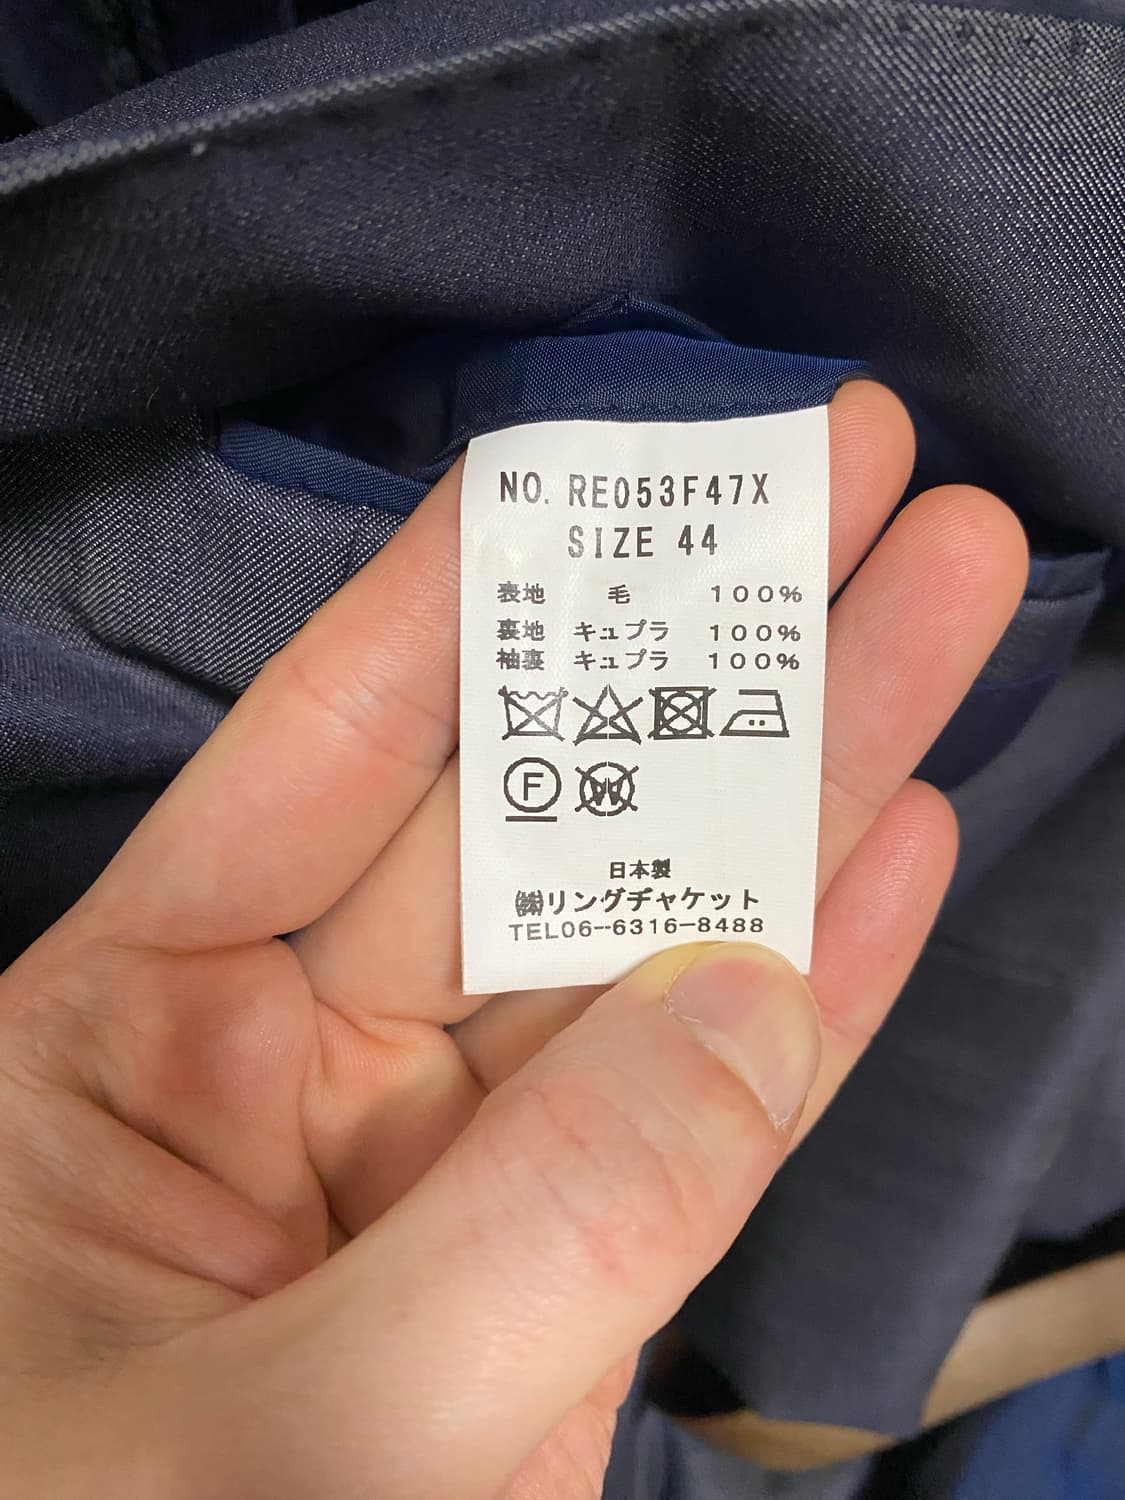 NO. RE053F47X
SIZE 44
表地 毛 100%
裏地 キュプラ 100%
袖裏 キュプラ 100%
F
W
日本製
㈱リングヂャケット
TEL06-6316-8488